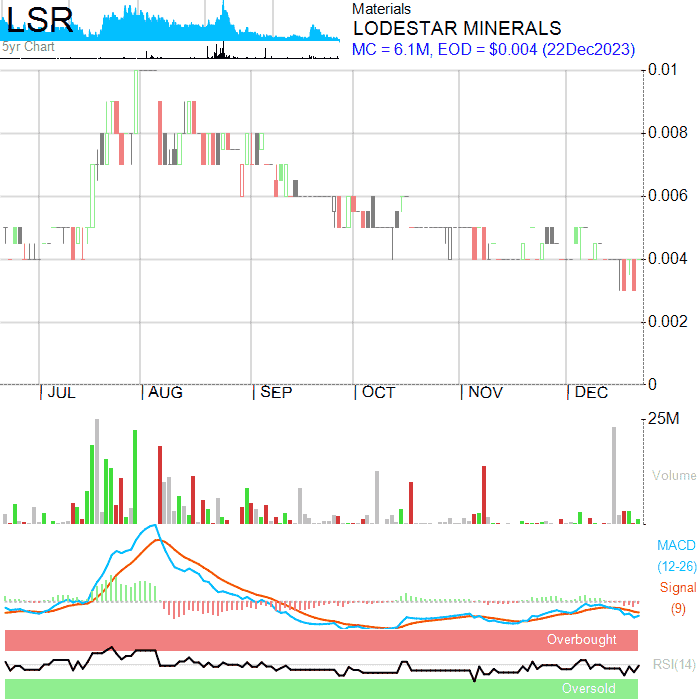 LSR
5yr Chart
Materials
LODESTAR MINERALS
MC = 6.1M, EOD = $0.004 (22Dec2023)
0.01
0.008
0.006
0.004
0.002
0
JUL AUG SEP OCT NOV DEC
25M
Volume
MACD
(12-26)
Signal
(9)
Overbought
RSI(14)
Oversold